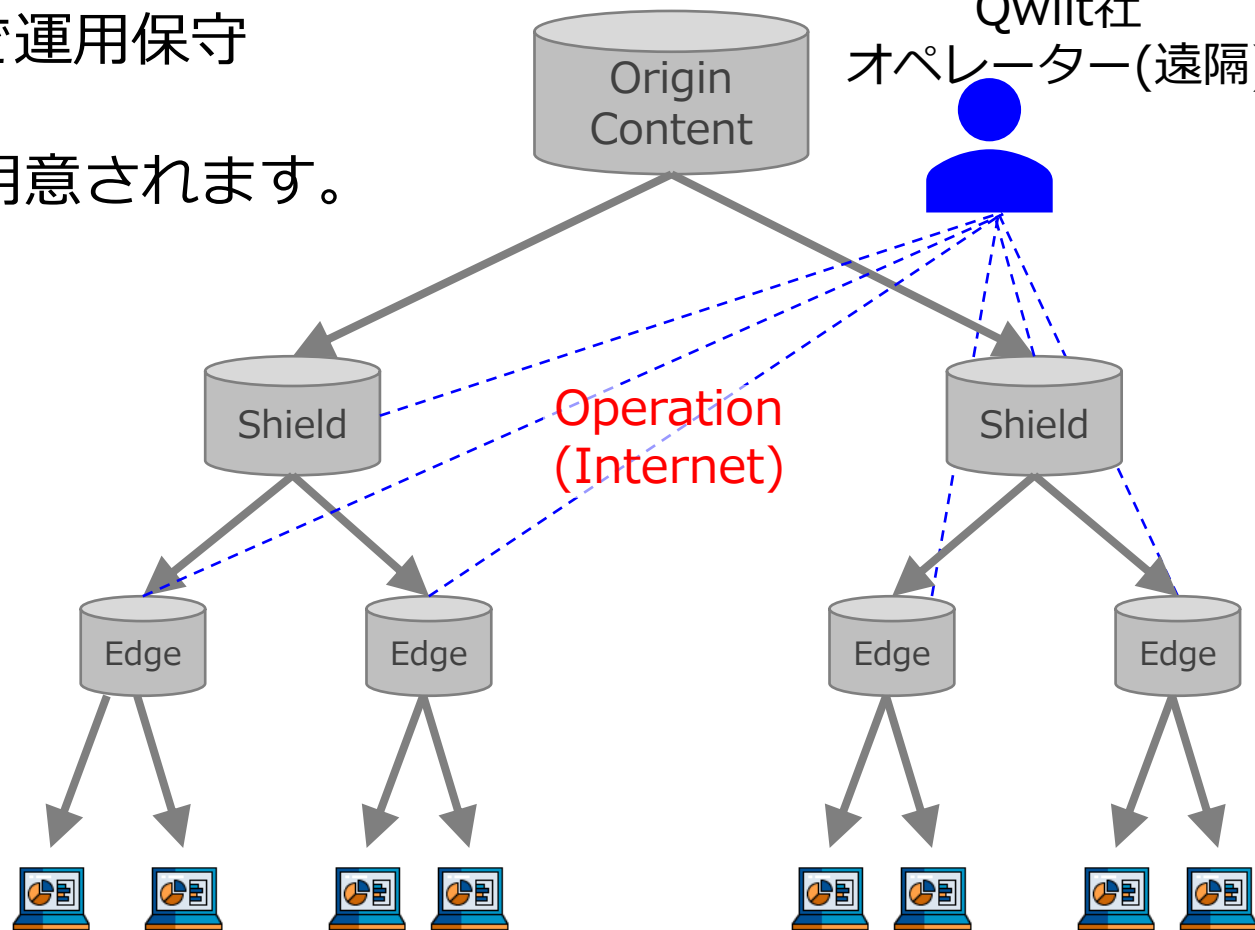 運用保守
用意されます。
Qwilt社
オペレーター(遠隔)
Origin
Content
Shield
Operation
(Internet)
Shield
Edge
Edge
Edge
Edge